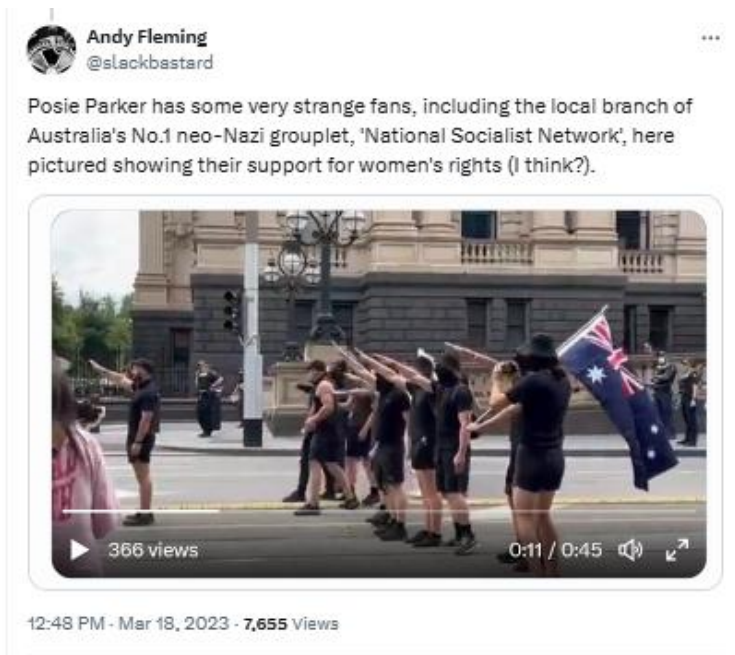 Andy Fleming
@slackbastard
Posie Parker has some very strange fans, including the local branch of
Australia's No.1 neo-Nazi grouplet, 'National Socialist Network', here
pictured showing their support for women's rights (I think?).
366 views
0:11 / 0:45
12:48 PM · Mar 18, 2023 · 7,655 Views